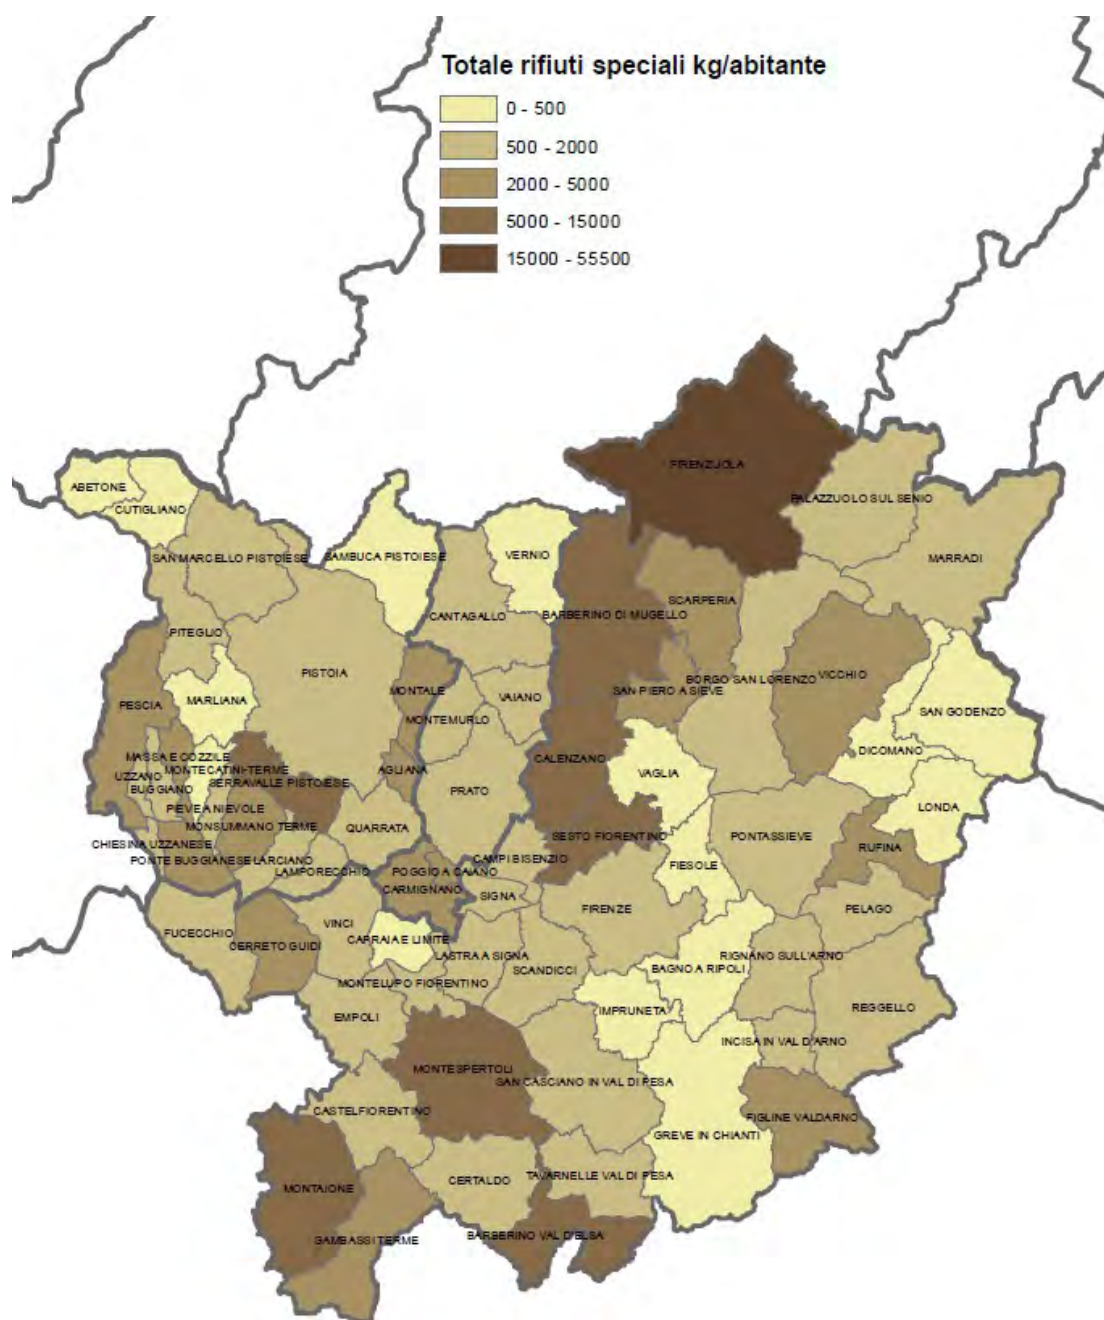 Totale rifiuti speciali kg/abitante
0 - 500
500 - 2000
2000 - 5000
5000 - 15000
15000 - 55500
FIRENZUOLA
ABETONE
PALAZZUOLO SUL SENIO
CUTIGLIANO
SAN MARCELLO PISTOIESE
SAMBUCA PISTOIESE
VERNIO
MARRADI
SCARPERIA
CANTAGALLO
BARBERINO DI MUGELLO
PITEGLIO
PISTOIA
VICCHIO
BORGO SAN LORENZO
MONTALE
SAN PIERO A SIEVE
VAIANO
MARLIANA
PESCIA
SAN GODENZO
MONTEMURLO
DICOMANO
MASSA E COZZILE
CALENZANO
MONTECATINI-TERME
AGLIANA
VAGLIA
UZZANO
SERRAVALLE PISTOIESE
BUGGIANO
PRATO
LONDA
PIEVE A NIEVOLE
MONSUMMANO TERME
QUARRATA
SESTO FIORENTINO
PONTASSIEVE
CHIESINA UZZANESE
RUFINA
PONTE BUGGIANESE
LARCIANO
CAMPI BISENZIO
FIESOLE
LAMPORECCHIO
POGGIO A CAIANO
CARMIGNANO
SIGNA
FIRENZE
PELAGO
VINCI
FUCECCHIO
CAPRAIA E LIMITE
CERRETO GUIDI
LASTRA A SIGNA
RIGNANO SULL'ARNO
SCANDICCI
BAGNO A RIPOLI
MONTELUPO FIORENTINO
REGGELLO
IMPRUNETA
EMPOLI
INCISA IN VAL D'ARNO
MONTESPERTOLI
SAN CASCIANO IN VAL DI PESA
CASTELFIORENTINO
FIGLINE VALDARNO
GREVE IN CHIANTI
TAVARNELLE VAL DI PESA
CERTALDO
MONTAIONE
BARBERINO VAL D'ELSA
GAMBASSI TERME